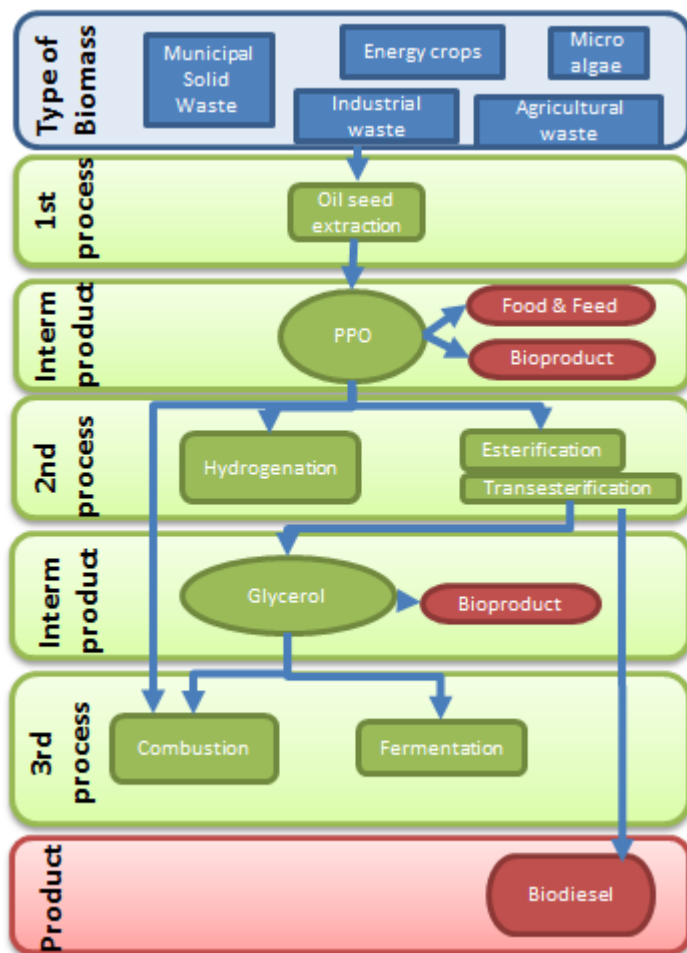 Type of
Biomass
Municipal
Solid
Waste
Energy crops
Micro
algae
Industrial
waste
Agricultural
waste
1st
process
Oil seed
extraction
Interm
product
PPO
Food & Feed
Bioproduct
2nd
process
Hydrogenation
Esterification
Transesterification
Interm
product
Glycerol
Bioproduct
3rd
process
Combustion
Fermentation
Product
Biodiesel